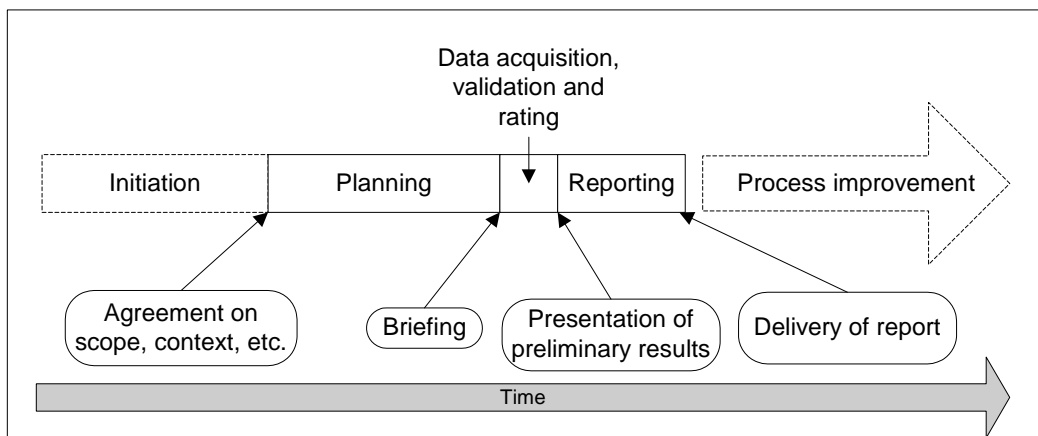 Data acquisition,
validation and
rating
Initiation
Planning
Reporting
Process improvement
Agreement on
scope, context, etc.
Briefing
Presentation of
preliminary results
Delivery of report
Time